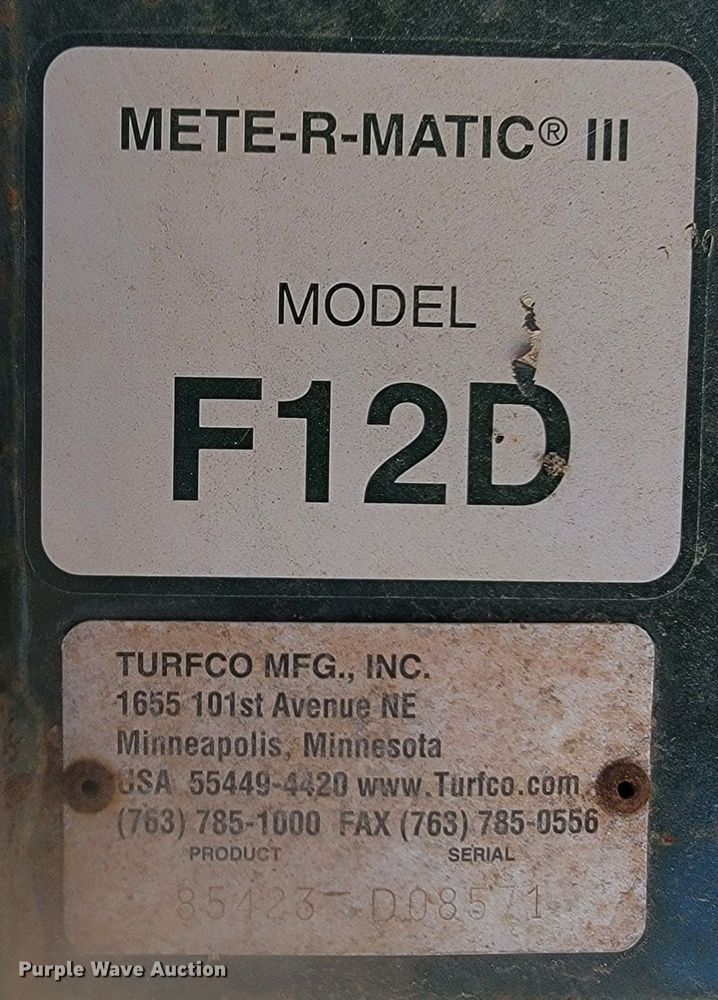 METE-R-MATIC® III
MODEL
F12D
TURFCO MFG., INC.
1655 101st Avenue NE
Minneapolis, Minnesota
USA 55449-4420 www.Turfco.com
(763) 785-1000 FAX (763) 785-0556
PRODUCT SERIAL
85423 D08571
Purple Wave Auction